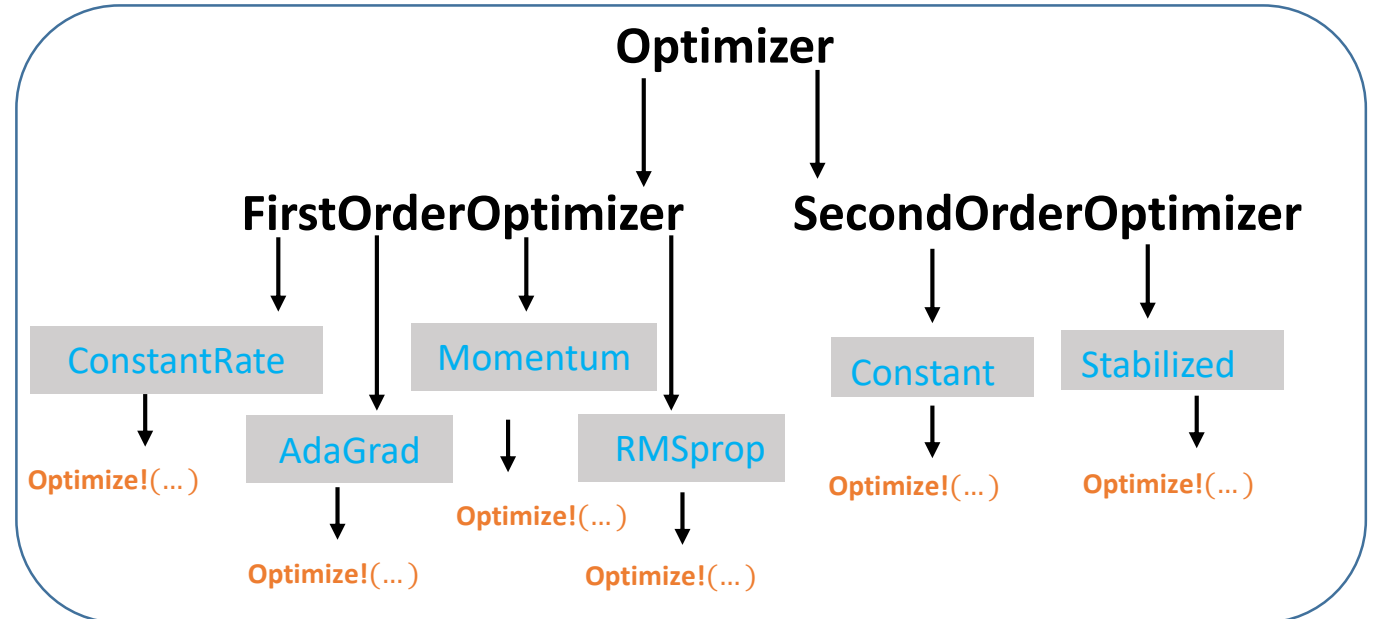 Optimizer
FirstOrderOptimizer
SecondOrderOptimizer
ConstantRate
Momentum
Constant
Stabilized
AdaGrad
RMSprop
Optimize!(...)
Optimize!(...)
Optimize!(...)
Optimize!(...)
Optimize!(...)
Optimize!(...)